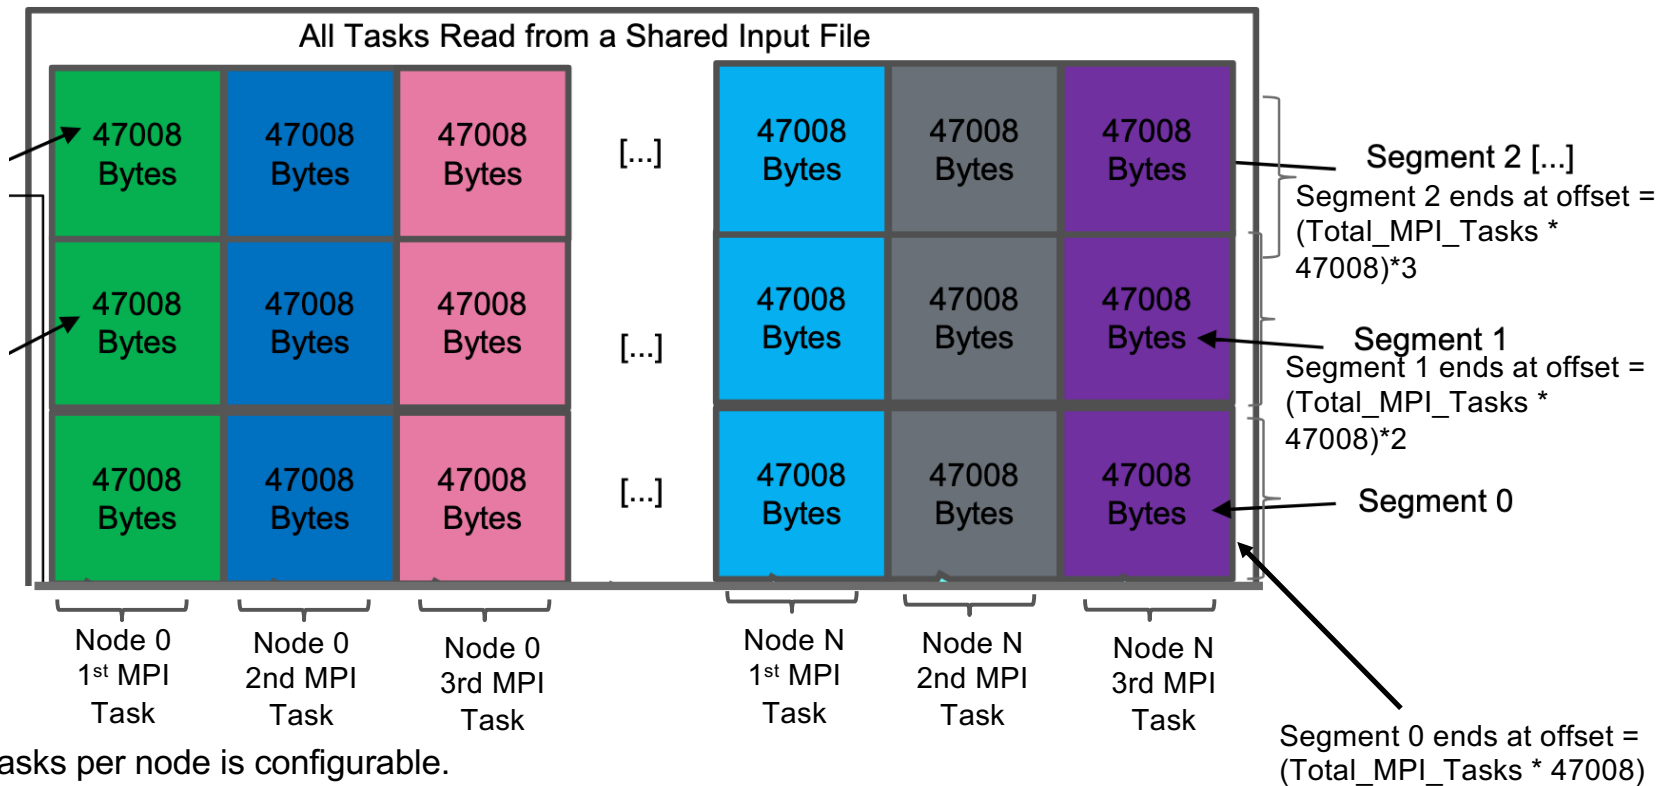 All Tasks Read from a Shared Input File
47008
Bytes
47008
Bytes
47008
Bytes
[...]
47008
Bytes
47008
Bytes
47008
Bytes
Segment 2 [...]
Segment 2 ends at offset =
(Total_MPI_Tasks *
47008)*3
47008
Bytes
47008
Bytes
47008
Bytes
[...]
47008
Bytes
47008
Bytes
47008
Bytes
Segment 1
Segment 1 ends at offset =
(Total_MPI_Tasks *
47008)*2
47008
Bytes
47008
Bytes
47008
Bytes
[...]
47008
Bytes
47008
Bytes
47008
Bytes
Segment 0
Node 0
1st MPI
Task
Node 0
2nd MPI
Task
Node 0
3rd MPI
Task
Node N
1st MPI
Task
Node N
2nd MPI
Task
Node N
3rd MPI
Task
Segment 0 ends at offset =
(Total_MPI_Tasks * 47008)
asks per node is configurable.